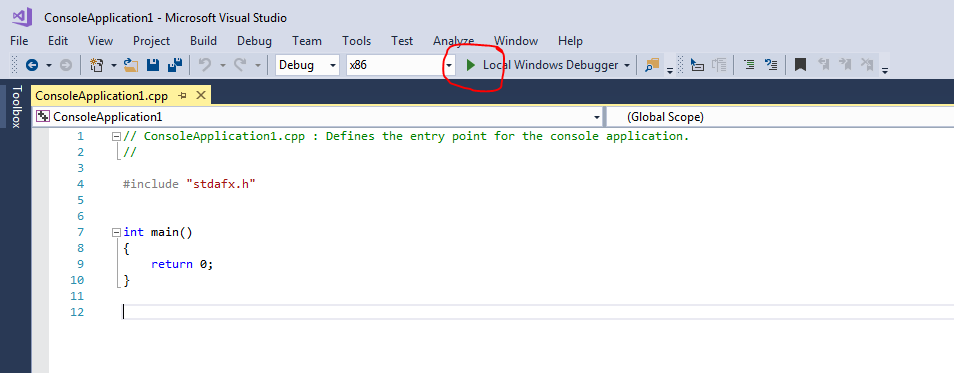 ConsoleApplication1 - Microsoft Visual Studio
File Edit View Project Build Debug Team Tools Test Analyze Window Help
Debug x86 Local Windows Debugger
Toolbox
ConsoleApplication1.cpp
ConsoleApplication1 (Global Scope)
1 // ConsoleApplication1.cpp : Defines the entry point for the console application.
2 //
3
4 #include "stdafx.h"
5
6
7 int main()
8 {
9 return 0;
10 }
11
12